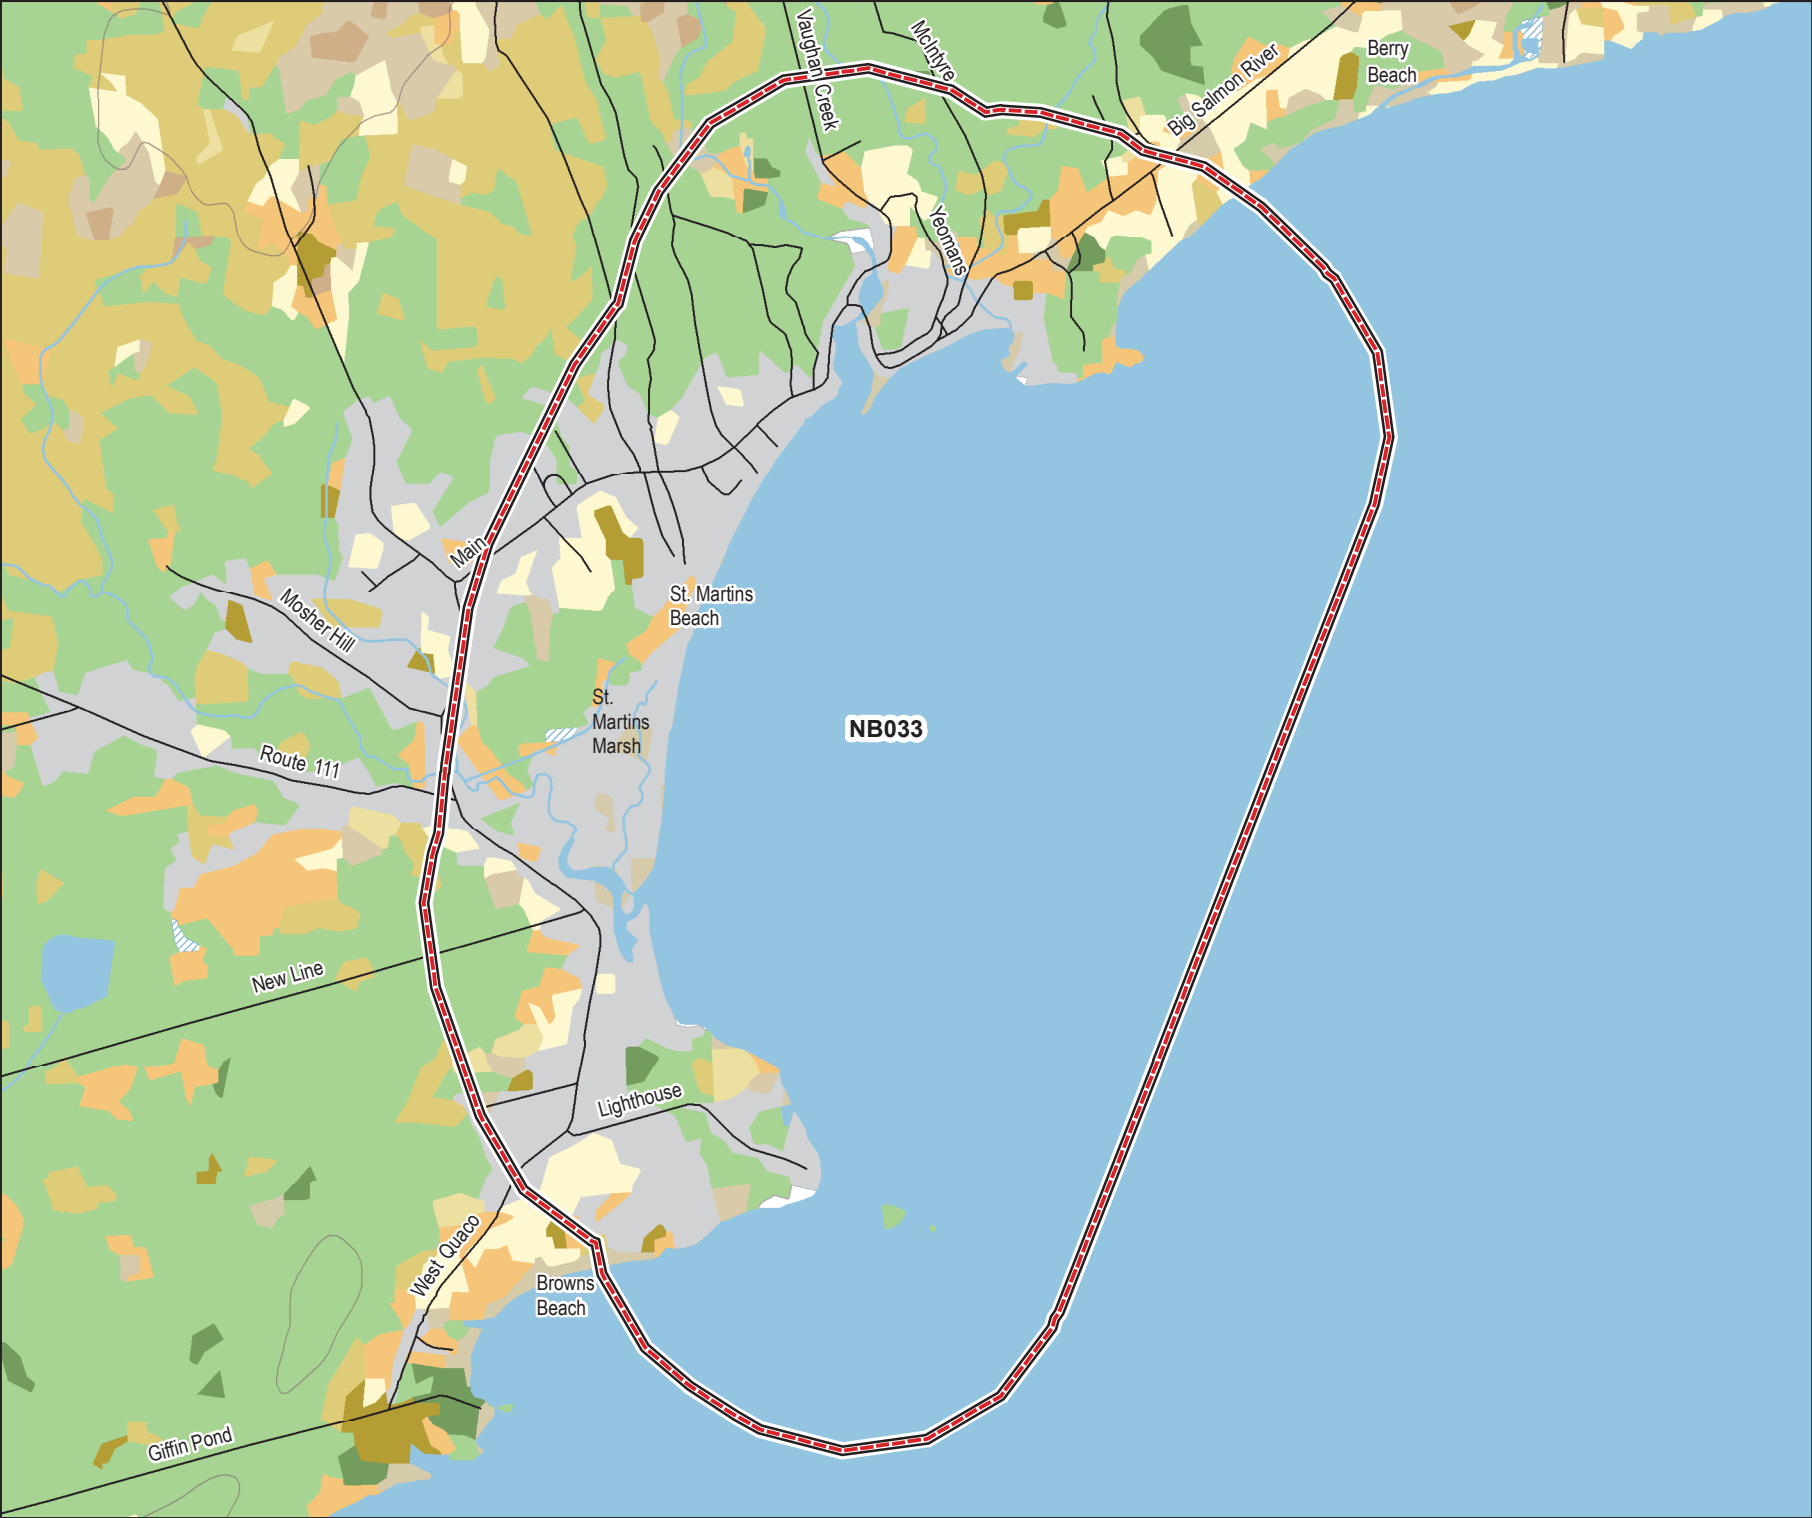 Vaughan Creek
McIntyre
Berry
Beach
Big Salmon River
Yeomans
Main
Mosher Hill
St. Martins
Beach
St.
Martins
Marsh
NB033
Route 111
New Line
Lighthouse
West Quaco
Browns
Beach
Giffin Pond